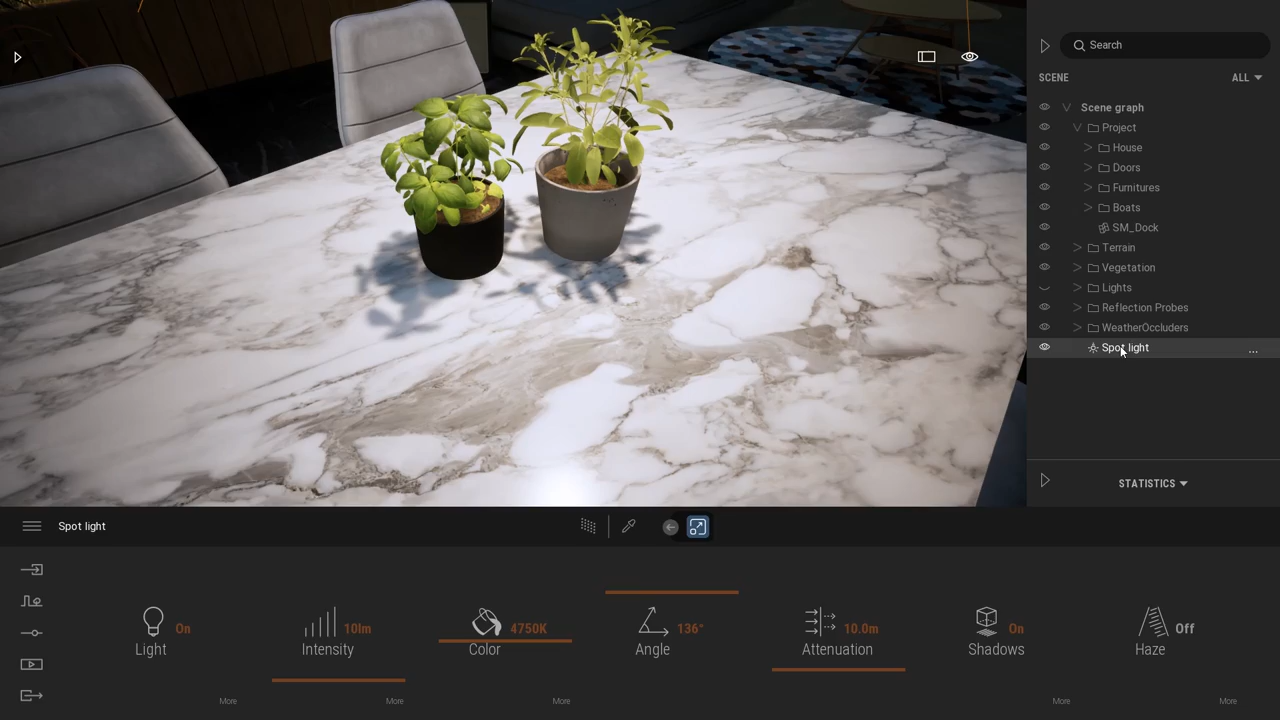 Search
SCENE ALL
Scene graph
Project
House
Doors
Furnitures
Boats
SM_Dock
Terrain
Vegetation
Lights
Reflection Probes
WeatherOccluders
Spot light ...
STATISTICS
Spot light
On 10lm 4750K 136° 10.0m On Off
Light Intensity Color Angle Attenuation Shadows Haze
More More More More More